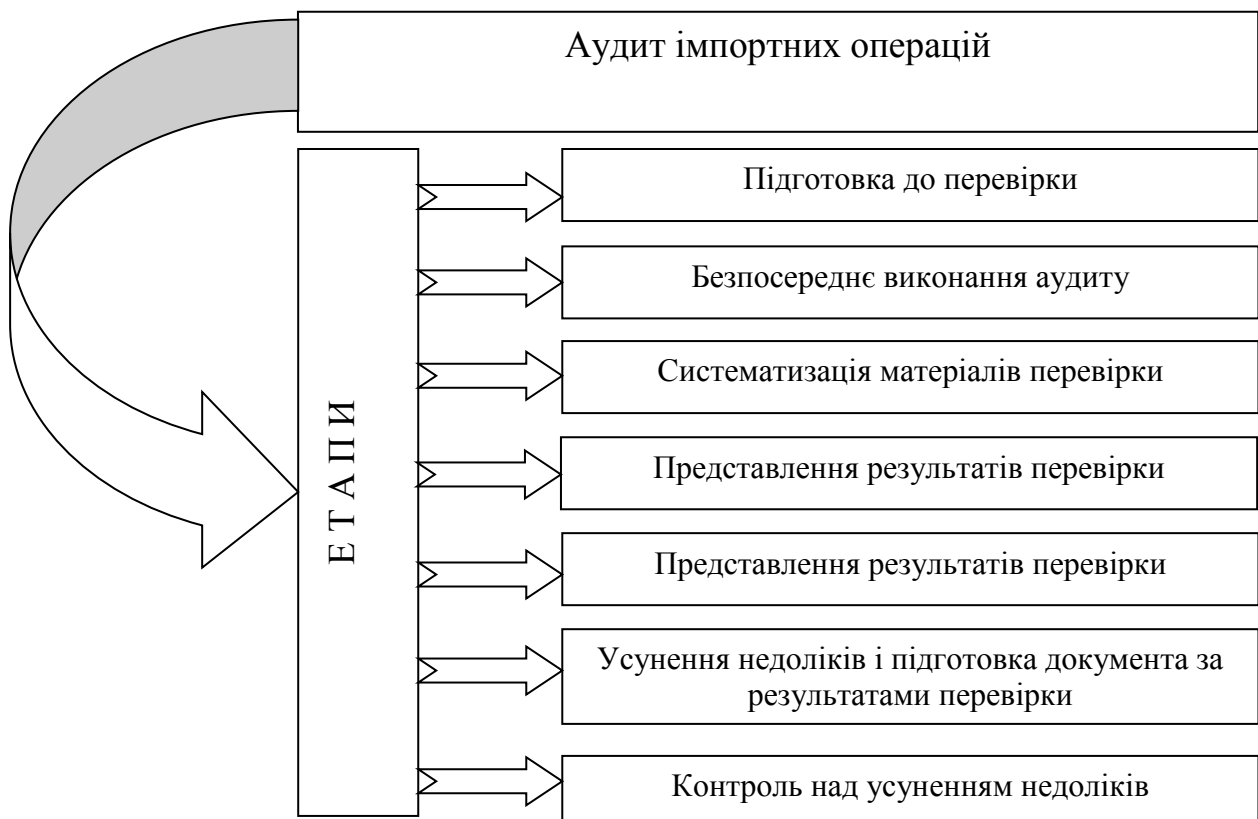 Аудит імпортних операцій
ЕТАПИ
Підготовка до перевірки
Безпосереднє виконання аудиту
Систематизація матеріалів перевірки
Представлення результатів перевірки
Представлення результатів перевірки
Усунення недоліків і підготовка документа за
результатами перевірки
Контроль над усуненням недоліків